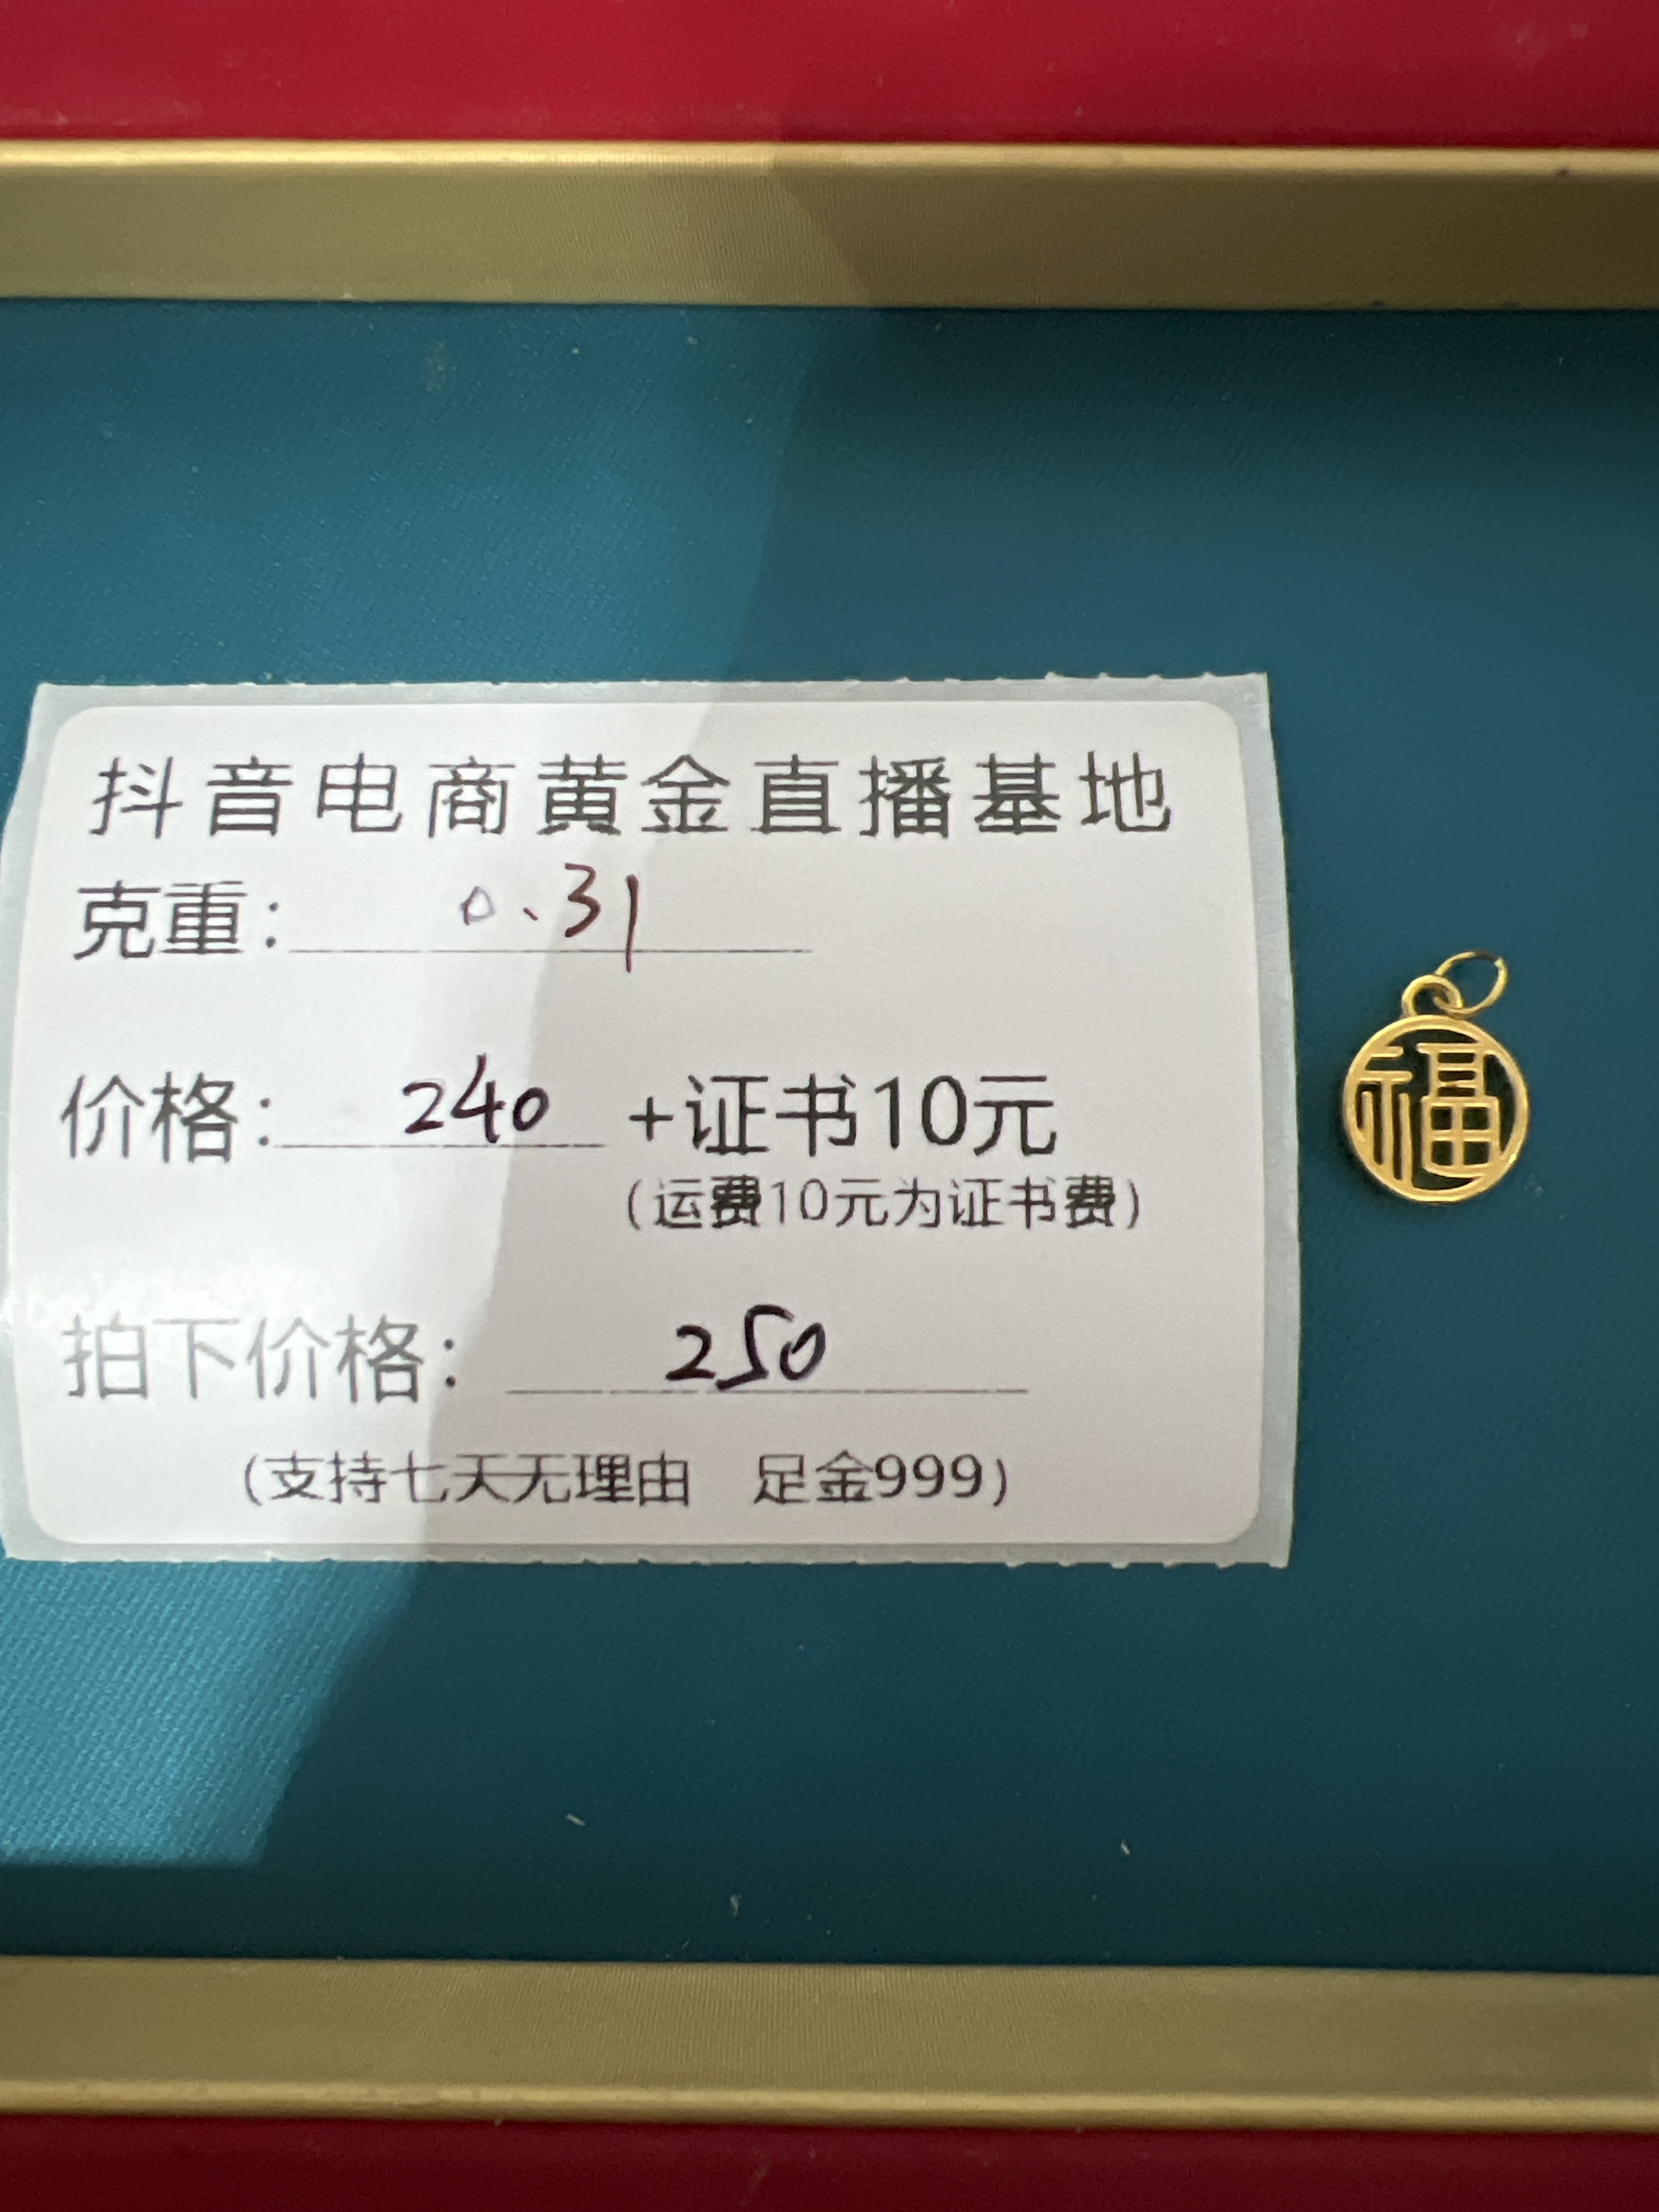 抖音电商黄金直播基地
克重：0.31
价格：240 +证书10元
（运费10元为证书费）
拍下价格：250
（支持七天无理由 足金999）
福